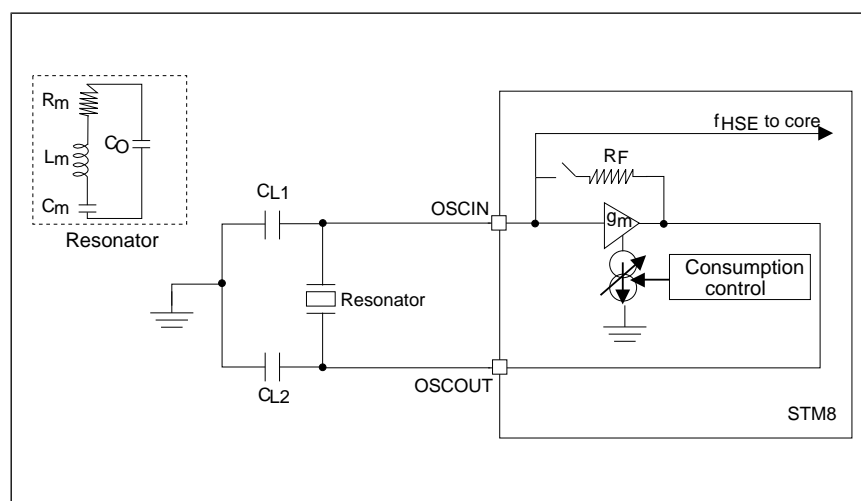 fHSE to core
Rm
RF
CO
Lm
Cm
CL1
OSCIN
gm
Resonator
Consumption
control
Resonator
CL2
OSCOUT
STM8